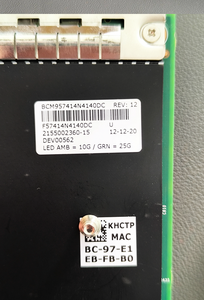 BCM957414N4140DC REV: 12
F57414N4140DC U
2155002360-15 12-12-20
DEV00562
LED AMB = 10G / GRN = 25G
KHCTP
MAC
BC-97-E1
EB-FB-B0